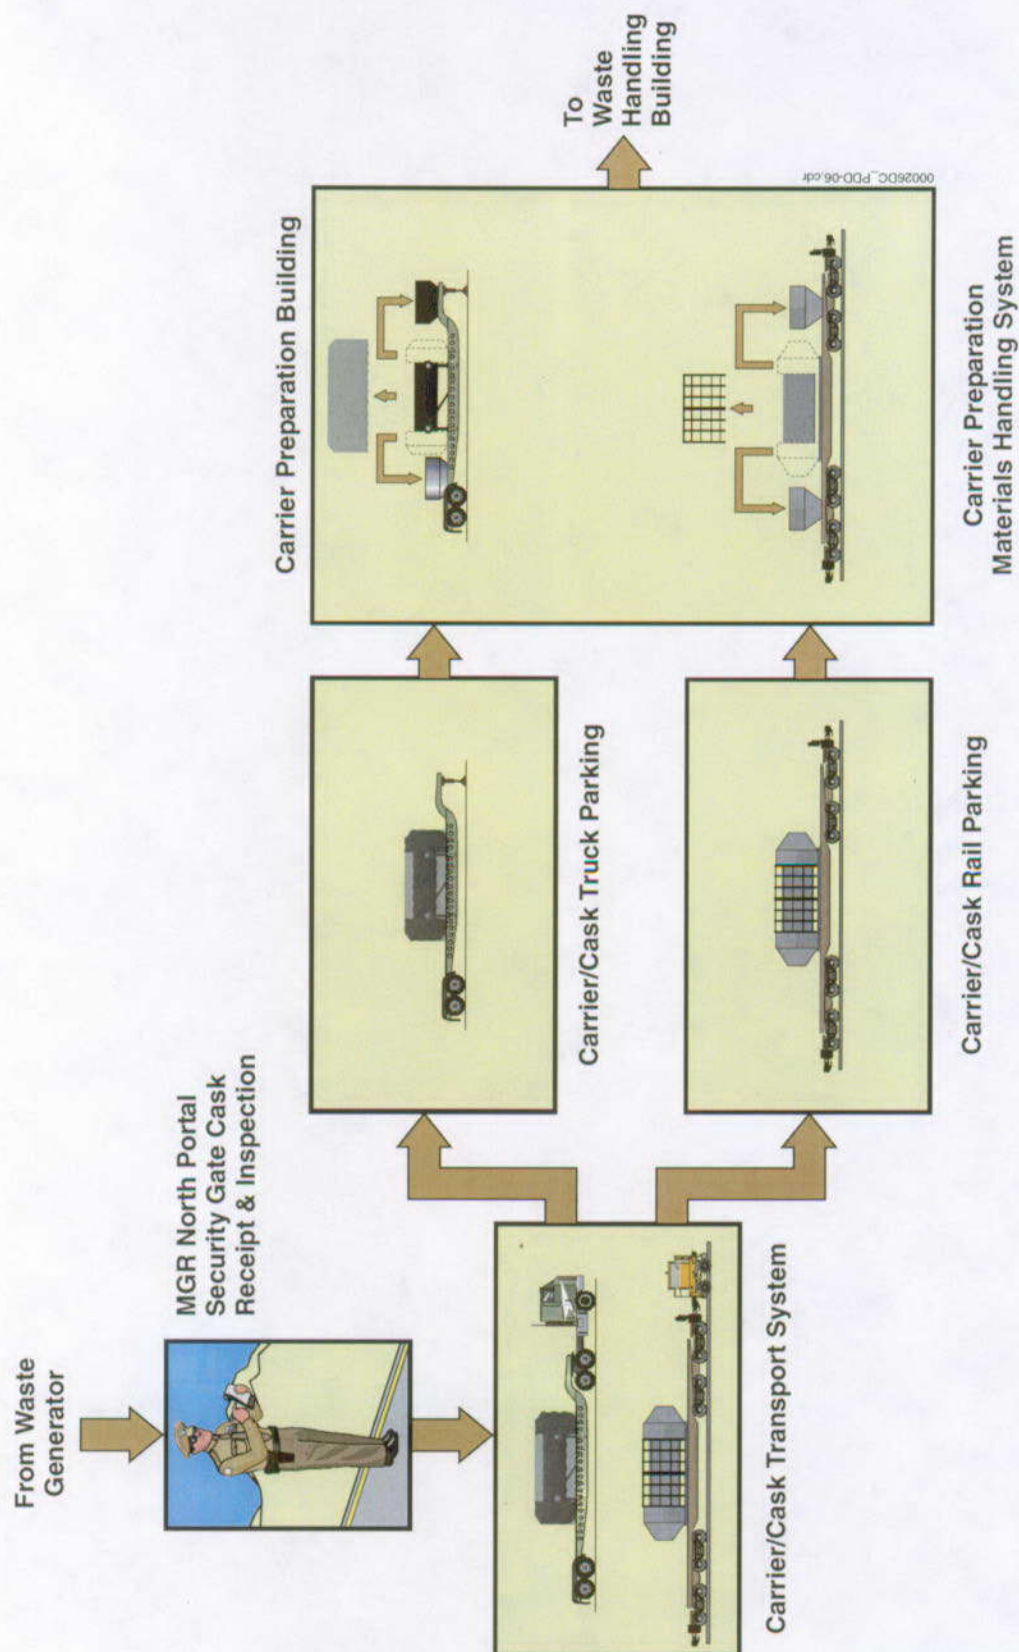 From Waste
Generator
MGR North Portal
Security Gate Cask
Receipt & Inspection
Carrier/Cask Transport System
Carrier/Cask Truck Parking
Carrier/Cask Rail Parking
Carrier Preparation Building
Carrier Preparation
Materials Handling System
To
Waste
Handling
Building
00026DC_PDD-06.cdr